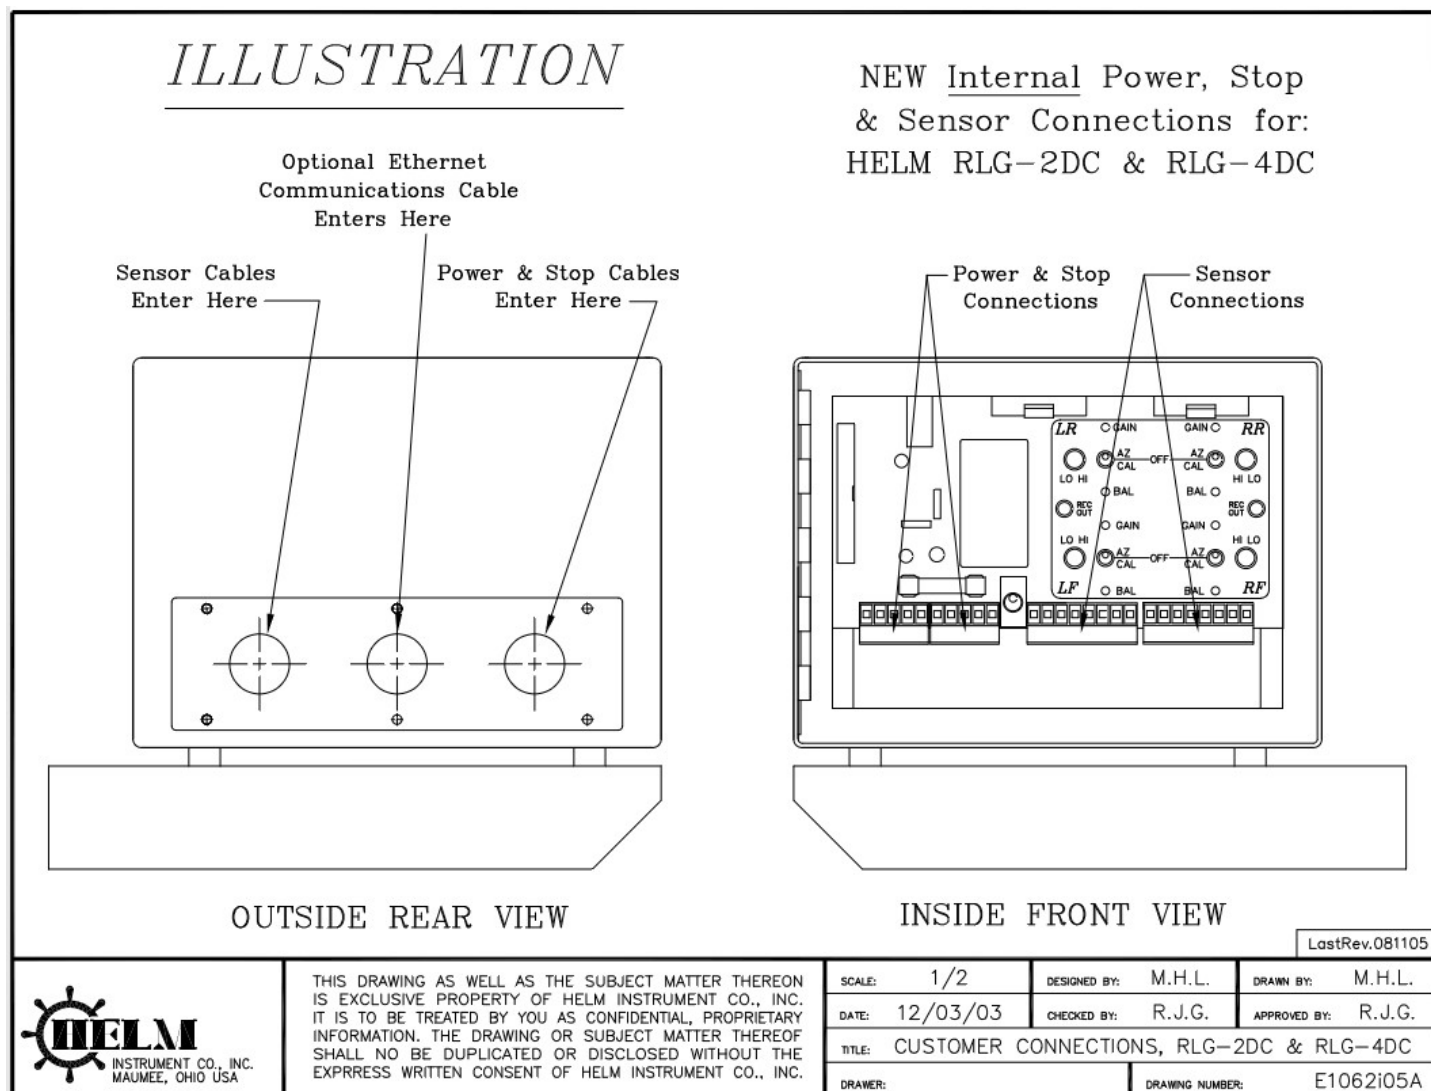 ILLUSTRATION
NEW Internal Power, Stop
& Sensor Connections for:
HELM RLG-2DC & RLG-4DC
Optional Ethernet
Communications Cable
Enters Here
Sensor Cables
Enter Here
Power & Stop Cables
Enter Here
Power & Stop
Connections
Sensor
Connections
LR GAIN GAIN RR
AZ OFF AZ
CAL CAL
LO HI HI LO
BAL BAL
REC OUT REC OUT
GAIN GAIN
LO HI HI LO
AZ OFF AZ
CAL CAL
LF BAL BAL RF
OUTSIDE REAR VIEW
INSIDE FRONT VIEW
LastRev.081105
HELM
INSTRUMENT CO., INC.
MAUMEE, OHIO USA
THIS DRAWING AS WELL AS THE SUBJECT MATTER THEREON
IS EXCLUSIVE PROPERTY OF HELM INSTRUMENT CO., INC.
IT IS TO BE TREATED BY YOU AS CONFIDENTIAL, PROPRIETARY
INFORMATION. THE DRAWING OR SUBJECT MATTER THEREOF
SHALL NO BE DUPLICATED OR DISCLOSED WITHOUT THE
EXPRRESS WRITTEN CONSENT OF HELM INSTRUMENT CO., INC.
SCALE: 1/2 DESIGNED BY: M.H.L. DRAWN BY: M.H.L.
DATE: 12/03/03 CHECKED BY: R.J.G. APPROVED BY: R.J.G.
TITLE: CUSTOMER CONNECTIONS, RLG-2DC & RLG-4DC
DRAWER: DRAWING NUMBER: E1062i05A